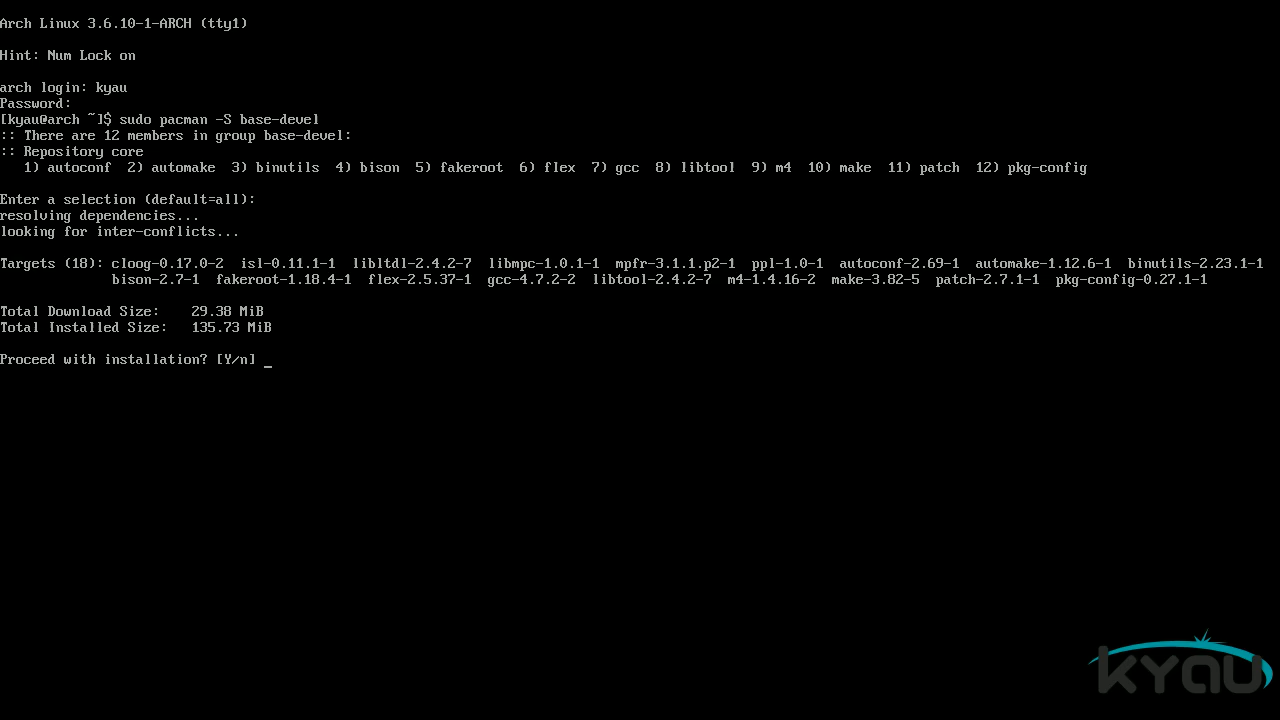 Arch Linux 3.6.10-1-ARCH (tty1)
Hint: Num Lock on
arch login: kyau
Password:
[kyau@arch ~]$ sudo pacman -S base-devel
:: There are 12 members in group base-devel:
:: Repository core
   1) autoconf  2) automake  3) binutils  4) bison  5) fakeroot  6) flex  7) gcc  8) libtool  9) m4  10) make  11) patch  12) pkg-config
Enter a selection (default=all):
resolving dependencies...
looking for inter-conflicts...
Targets (18): cloog-0.17.0-2  isl-0.11.1-1  libltdl-2.4.2-7  libmpc-1.0.1-1  mpfr-3.1.1.p2-1  ppl-1.0-1  autoconf-2.69-1  automake-1.12.6-1  binutils-2.23.1-1
              bison-2.7-1  fakeroot-1.18.4-1  flex-2.5.37-1  gcc-4.7.2-2  libtool-2.4.2-7  m4-1.4.16-2  make-3.82-5  patch-2.7.1-1  pkg-config-0.27.1-1
Total Download Size:    29.38 MiB
Total Installed Size:   135.73 MiB
Proceed with installation? [Y/n] _
kyau